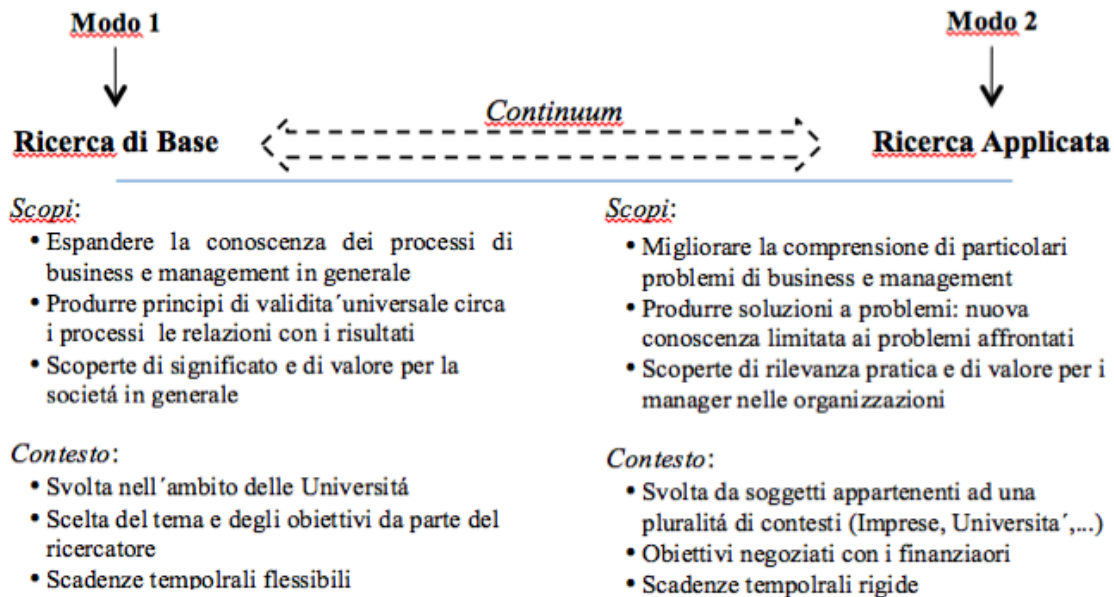 Modo 1
Modo 2
Continuum
Ricerca di Base
Ricerca Applicata
Scopi:
• Espandere la conoscenza dei processi di
business e management in generale
• Produrre principi di validita´universale circa
i processi le relazioni con i risultati
• Scoperte di significato e di valore per la
societá in generale
Contesto:
• Svolta nell´ambito delle Universitá
• Scelta del tema e degli obiettivi da parte del
ricercatore
• Scadenze tempolrali flessibili
Scopi:
• Migliorare la comprensione di particolari
problemi di business e management
• Produrre soluzioni a problemi: nuova
conoscenza limitata ai problemi affrontati
• Scoperte di rilevanza pratica e di valore per i
manager nelle organizzazioni
Contesto:
• Svolta da soggetti appartenenti ad una
pluralitá di contesti (Imprese, Universita´,...)
• Obiettivi negoziati con i finanziaori
• Scadenze tempolrali rigide